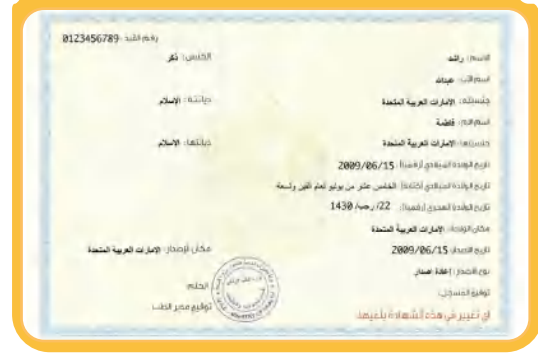 رقم القيد: 0123456789
الاسم: راشد الجنس: ذكر
اسم الأب: عبدالله
جنسيته: الإمارات العربية المتحدة ديانته: الإسلام
اسم الأم: فاطمة
جنسيتها: الإمارات العربية المتحدة ديانتها: الإسلام
تاريخ الولادة الميلادي (رقمياً): 2009/06/15
تاريخ الولادة الميلادي (كتابة): الخامس عشر من يوليو لعام ألفين وتسعة
تاريخ الولادة الهجري (رقمياً): 22/ رجب/ 1430
مكان الولادة: الإمارات العربية المتحدة
تاريخ الإصدار: 2009/06/15 مكان الإصدار: الإمارات العربية المتحدة
نوع الإصدار: إعادة إصدار
توقيع المسجل: الختم
توقيع مدير الطب
أي تغيير في هذه الشهادة يلغيها.